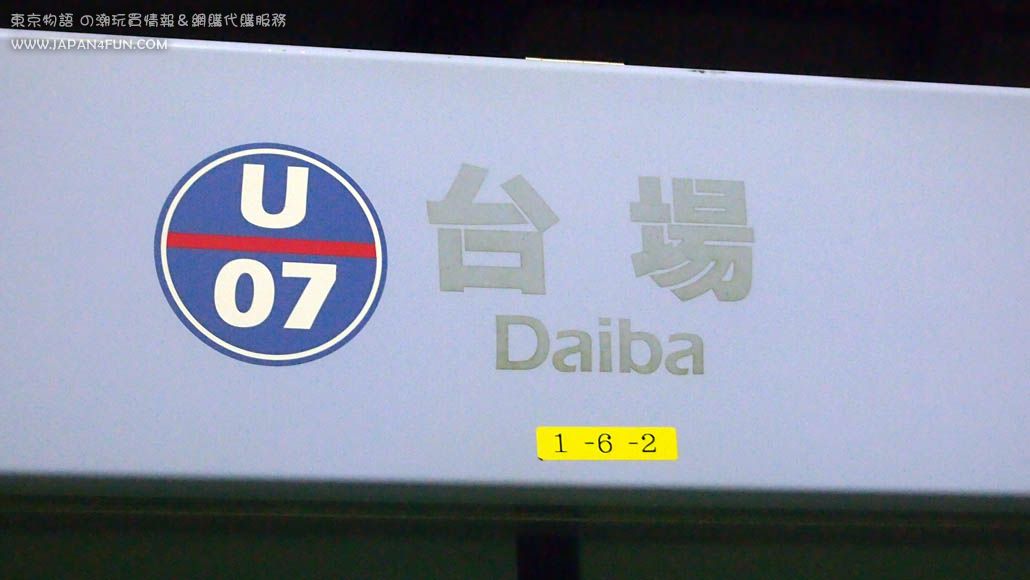 東京物語 の潮玩買情報＆網購代購服務
WWW.JAPAN4FUN.COM
U
07
台場
Daiba
1 -6 -2